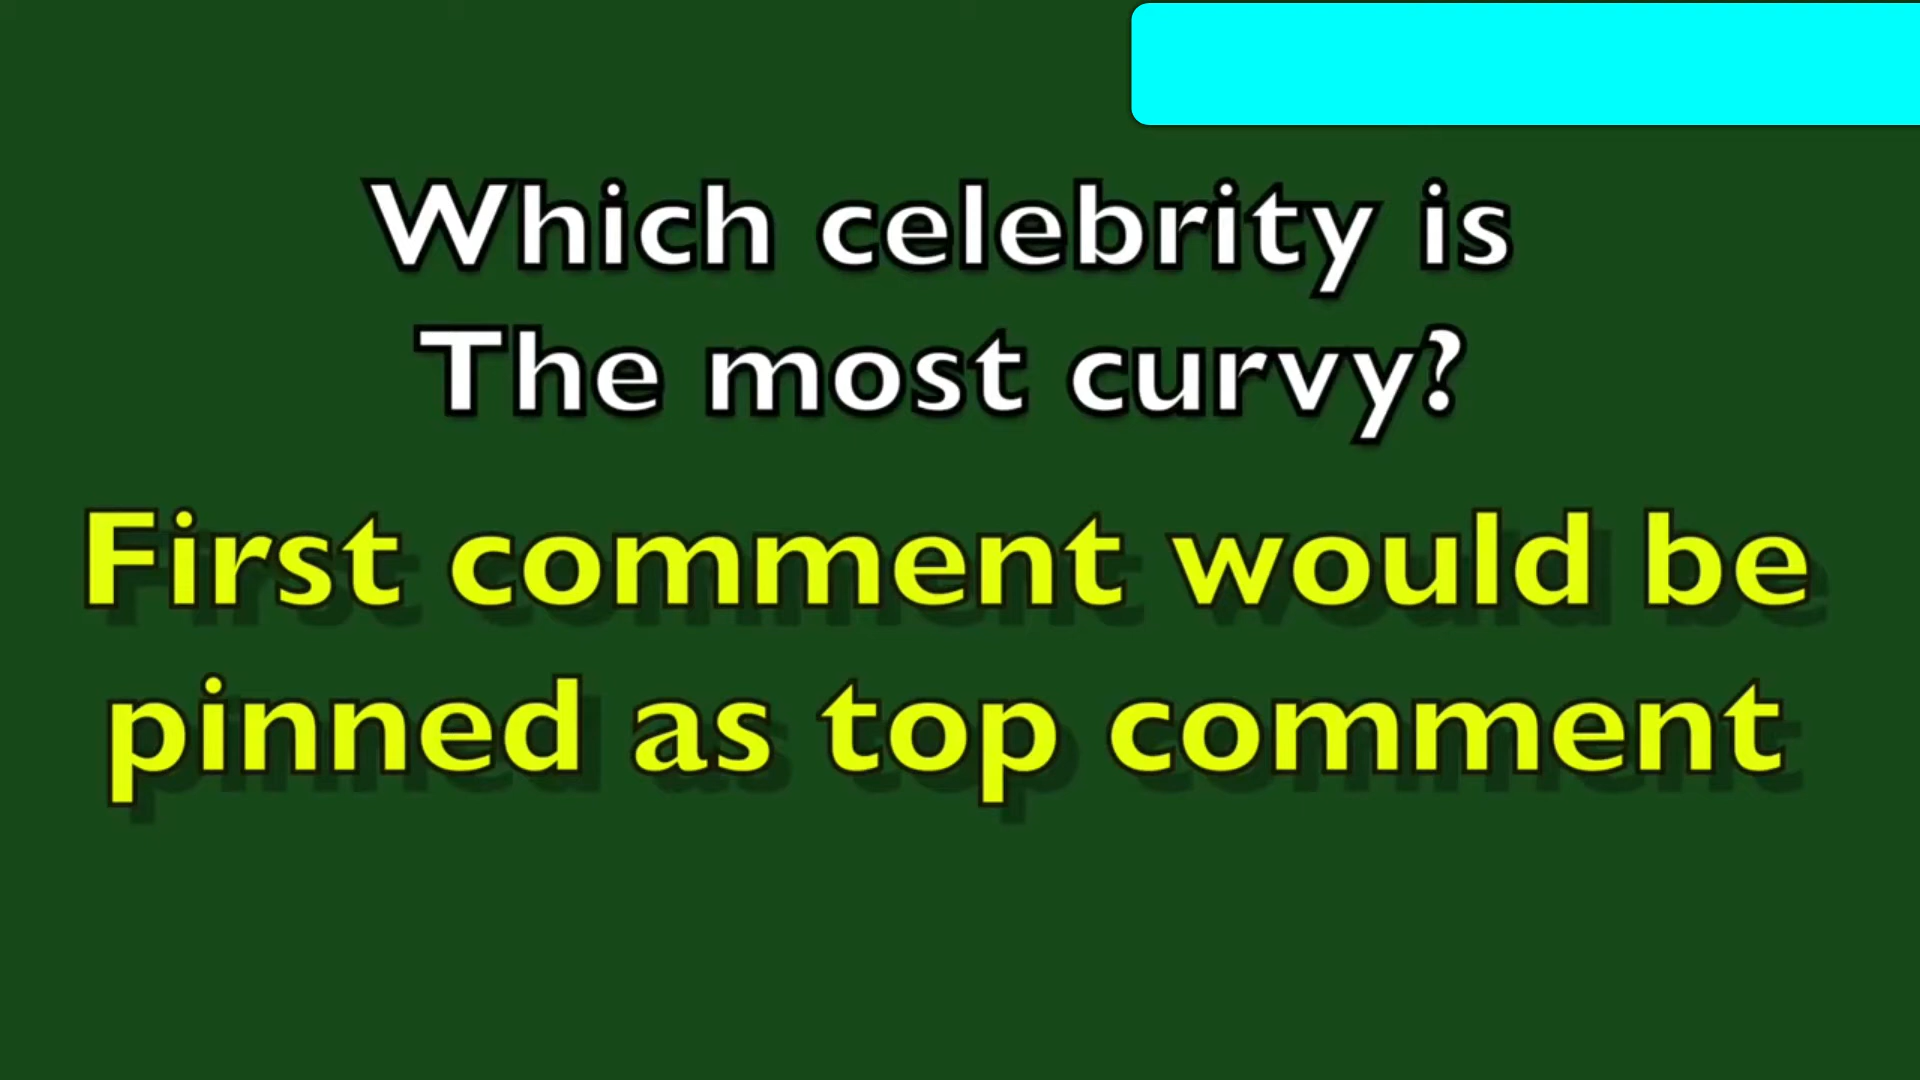 Which celebrity is
The most curvy?
First comment would be
pinned as top comment